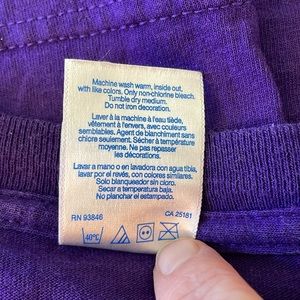 Machine wash warm, inside out,
with like colors. Only non-chlorine bleach.
Tumble dry medium.
Do not iron decoration.
Laver à la machine à l'eau tiède,
vêtement à l'envers, avec couleurs
semblables. Agent de blanchiment sans
chlore seulement. Sécher à température
moyenne. Ne pas repasser
les décorations.
Lavar a mano o en lavadora con agua tibia,
lavar por el revés, con colores similares.
Solo blanqueador sin cloro.
Secar a temperatura baja.
No planchar el estampado.
RN 93846 CA 25181
40°C